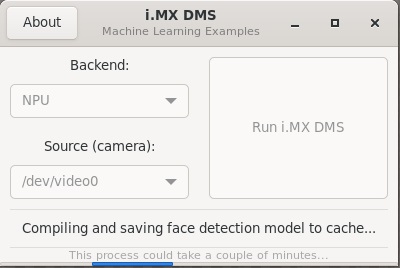 About
i.MX DMS
Machine Learning Examples
Backend:
NPU
Source (camera):
/dev/video0
Run i.MX DMS
Compiling and saving face detection model to cache...
This process could take a couple of minutes...